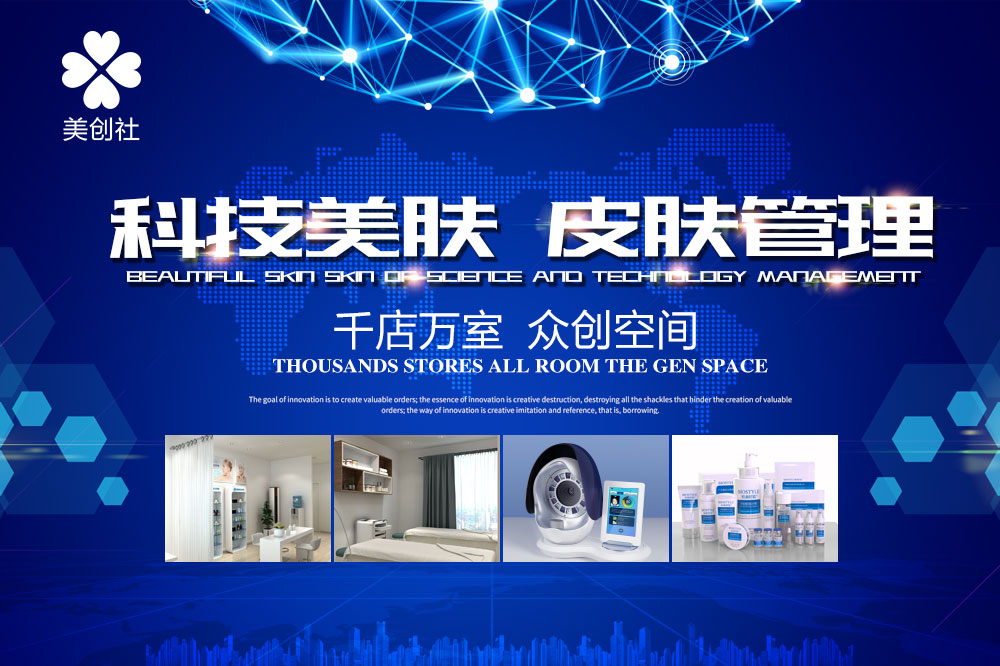 美创社
科技美肤 皮肤管理
BEAUTIFUL SKIN SKIN OF SCIENCE AND TECHNOLOGY MANAGEMENT
千店万室 众创空间
THOUSANDS STORES ALL ROOM THE GEN SPACE
The goal of innovation is to create valuable orders; the essence of innovation is creative destruction, destroying all the shackles that hinder the creation of valuable
orders; the way of innovation is creative imitation and reference, that is, borrowing.